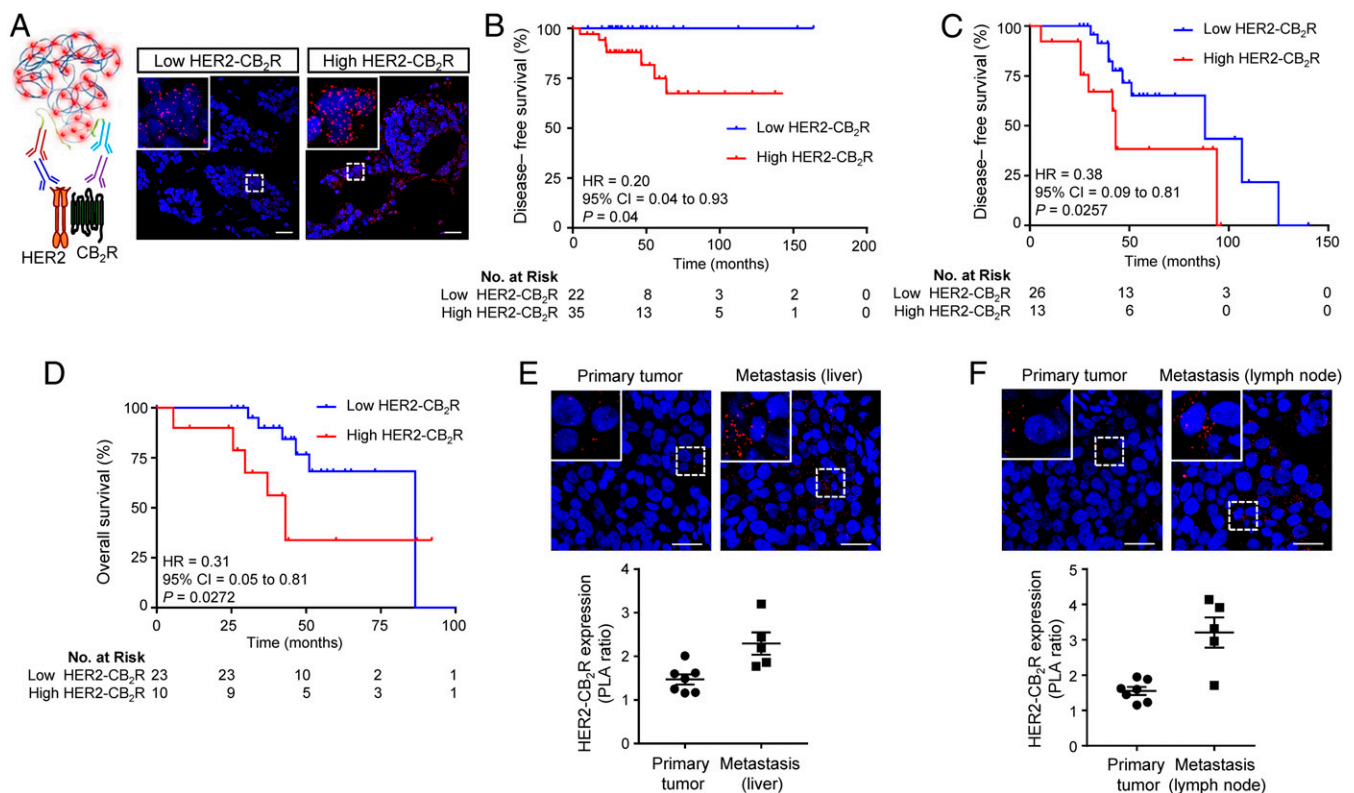 A
Low HER2-CB₂R
High HER2-CB₂R
HER2
CB₂R
B
Disease– free survival (%)
100
75
50
25
0
Low HER2-CB₂R
High HER2-CB₂R
HR = 0.20
95% CI = 0.04 to 0.93
P = 0.04
0 50 100 150 200
Time (months)
No. at Risk
Low HER2-CB₂R 22 8 3 2 0
High HER2-CB₂R 35 13 5 1 0
C
Disease– free survival (%)
100
75
50
25
0
Low HER2-CB₂R
High HER2-CB₂R
HR = 0.38
95% CI = 0.09 to 0.81
P = 0.0257
0 50 100 150
Time (months)
No. at Risk
Low HER2-CB₂R 26 13 3 0
High HER2-CB₂R 13 6 0 0
D
Overall survival (%)
100
75
50
25
0
Low HER2-CB₂R
High HER2-CB₂R
HR = 0.31
95% CI = 0.05 to 0.81
P = 0.0272
0 25 50 75 100
Time (months)
No. at Risk
Low HER2-CB₂R 23 23 10 2 1
High HER2-CB₂R 10 9 5 3 1
E
Primary tumor
Metastasis (liver)
HER2-CB₂R expression
(PLA ratio)
4
3
2
1
0
Primary
tumor
Metastasis
(liver)
F
Primary tumor
Metastasis (lymph node)
HER2-CB₂R expression
(PLA ratio)
5
4
3
2
1
0
Primary
tumor
Metastasis
(lymph node)